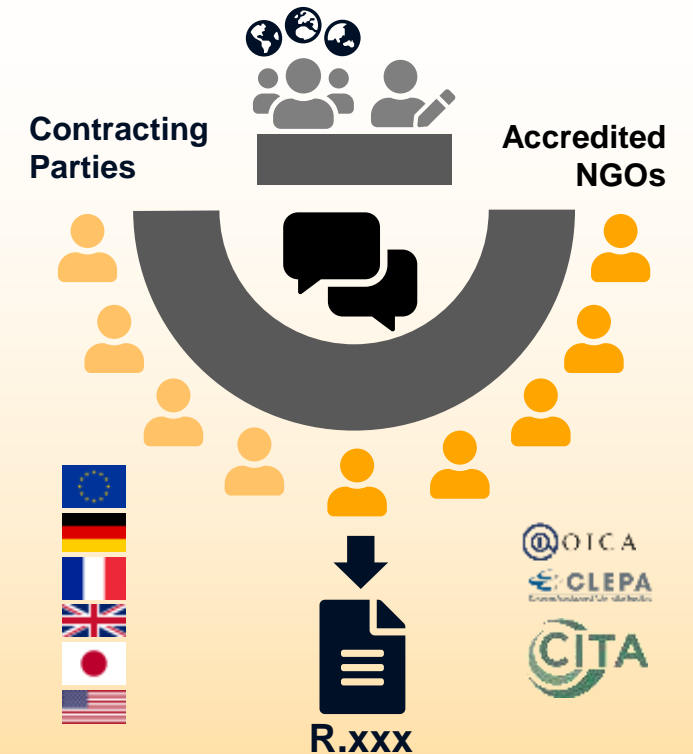 Contracting
Parties
Accredited
NGOs
OICA
CLEPA
CITA
R.xxx